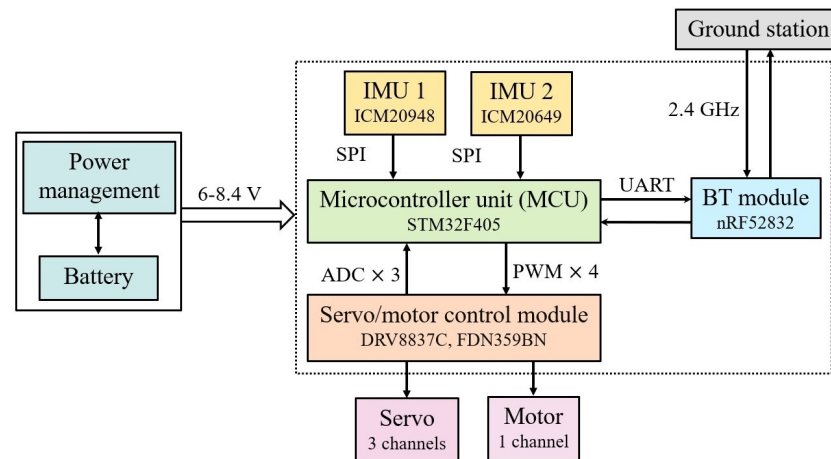 Ground station
IMU 1
ICM20948
IMU 2
ICM20649
2.4 GHz
SPI
SPI
Power
management
6-8.4 V
Microcontroller unit (MCU)
STM32F405
UART
BT module
nRF52832
Battery
ADC × 3
PWM × 4
Servo/motor control module
DRV8837C, FDN359BN
Servo
3 channels
Motor
1 channel